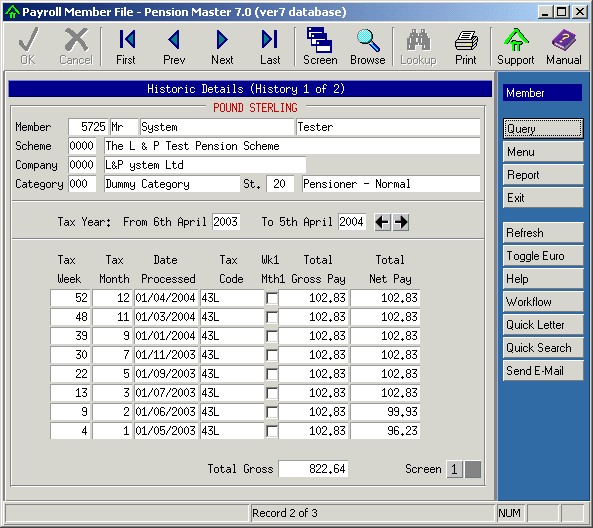 Payroll Member File - Pension Master 7.0 (ver7 database)
OK Cancel First Prev Next Last Screen Browse Lookup Print Support Manual
Historic Details (History 1 of 2)
POUND STERLING
Member 5725 Mr System Tester
Scheme 0000 The L & P Test Pension Scheme
Company 0000 L&P ystem Ltd
Category 000 Dummy Category St. 20 Pensioner - Normal
Tax Year: From 6th April 2003 To 5th April 2004
Tax Tax Date Tax Wk1 Total Total
Week Month Processed Code Mth1 Gross Pay Net Pay
52 12 01/04/2004 43L 102.83 102.83
48 11 01/03/2004 43L 102.83 102.83
39 9 01/01/2004 43L 102.83 102.83
30 7 01/11/2003 43L 102.83 102.83
22 5 01/09/2003 43L 102.83 102.83
13 3 01/07/2003 43L 102.83 102.83
9 2 01/06/2003 43L 102.83 99.93
4 1 01/05/2003 43L 102.83 96.23
Total Gross 822.64 Screen 1
Member
Query
Menu
Report
Exit
Refresh
Toggle Euro
Help
Workflow
Quick Letter
Quick Search
Send E-Mail
Record 2 of 3 NUM